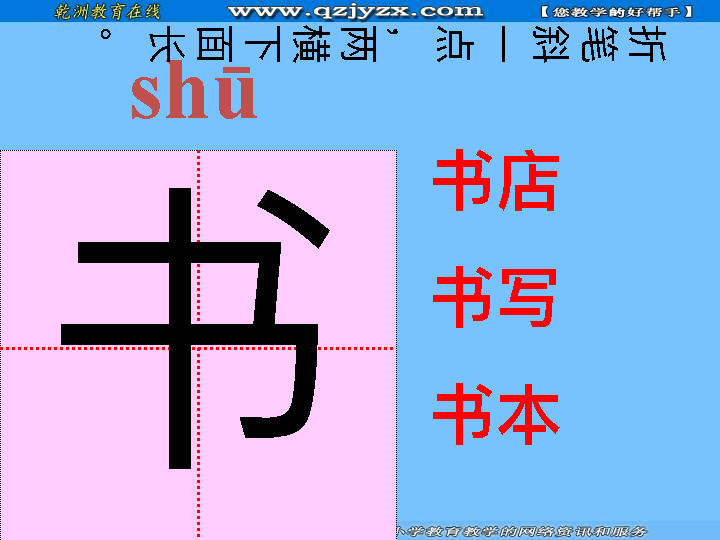 乾洲教育在线 www.qzjyzx.com 【您教学的好帮手】
折笔斜一点，两横下面长。
shū
书
书店
书写
书本
小学教育教学的网络资讯和服务